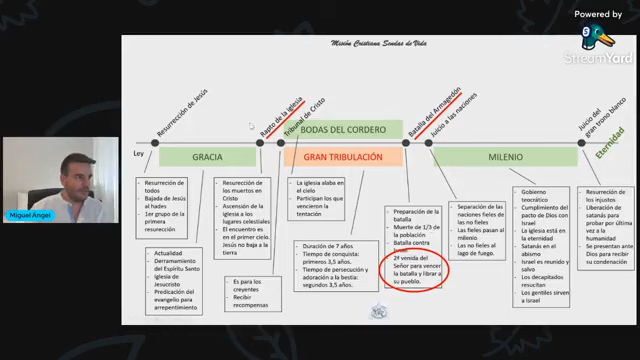 Powered by
StreamYard
Misión Cristiana Sendas de Vida
Resurrección de Jesús
Rapto de la iglesia
Tribunal de Cristo
Batalla del Armagedón
Juicio a las naciones
Juicio del
gran trono blanco
Eternidad
Ley
GRACIA
BODAS DEL CORDERO
GRAN TRIBULACIÓN
MILENIO
- Resurrección de
todos
- Bajada de Jesús al
hades
- 1er grupo de la
primera
resurrección
- Actualidad
- Derramamiento
del Espíritu Santo
- Iglesia de
Jesucristo
- Predicación del
evangelio para
arrepentimiento
- Resurrección de
los muertos en
Cristo
- Ascensión de la
iglesia a los
lugares celestiales
- El encuentro es
en el primer cielo.
Jesús no baja a la
tierra
- Es para los
creyentes
- Recibir
recompensas
- La iglesia alaba en
el cielo
- Participan los que
vencieron la
tentación
- Duración de 7 años
- Tiempo de conquista:
primeros 3,5 años.
- Tiempo de persecución y
adoración a la bestia:
segundos 3,5 años.
- Preparación de la
batalla
- Muerte de 1/3 de
la población
- Batalla contra
- 2ª venida del
Señor para vencer
la batalla y librar a
su pueblo.
- Separación de las
naciones fieles de
las no fieles
- Las fieles pasan al
milenio
- Las no fieles al
lago de fuego.
- Gobierno
teocrático
- Cumplimiento del
pacto de Dios con
Israel
- La iglesia está en
la eternidad
- Satanás en el
abismo
- Israel es reunido y
salvo
- Los decapitados
resucitan
- Los gentiles sirven
a Israel
- Resurrección de
los injustos
- Liberación de
satanás para
probar por última
vez a la
humanidad
- Se presentan ante
Dios para recibir
su condenación
Miguel Angel